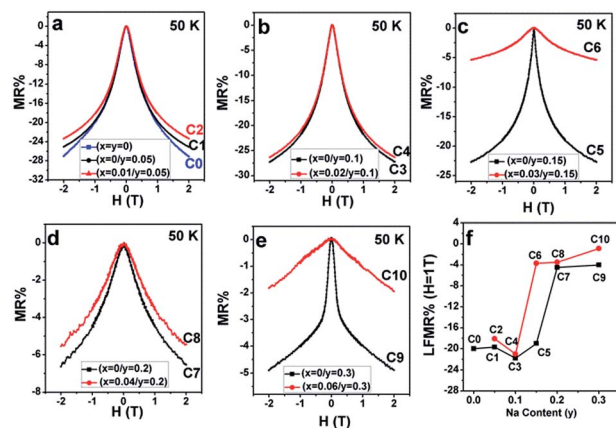 a
50 K
MR%
0
-4
-8
-12
-16
-20
-24
-28
-32
C2
C1
C0
(x=y=0)
(x=0/y=0.05)
(x=0.01/y=0.05)
-2 -1 0 1 2
H (T)
b
50 K
MR%
0
-5
-10
-15
-20
-25
-30
C4
C3
(x=0/y=0.1)
(x=0.02/y=0.1)
-2 -1 0 1 2
H (T)
c
50 K
MR%
0
-5
-10
-15
-20
-25
C6
C5
(x=0/y=0.15)
(x=0.03/y=0.15)
-2 -1 0 1 2
H (T)
d
50 K
MR%
0
-2
-4
-6
-8
C8
C7
(x=0/y=0.2)
(x=0.04/y=0.2)
-2 -1 0 1 2
H (T)
e
50 K
MR%
0
-1
-2
-3
-4
-5
C10
C9
(x=0/y=0.3)
(x=0.06/y=0.3)
-2 -1 0 1 2
H (T)
f
LFMR% (H=1T)
4
0
-4
-8
-12
-16
-20
-24
C0
C1
C2
C3
C4
C5
C6
C7
C8
C9
C10
0.0 0.1 0.2 0.3
Na Content (y)